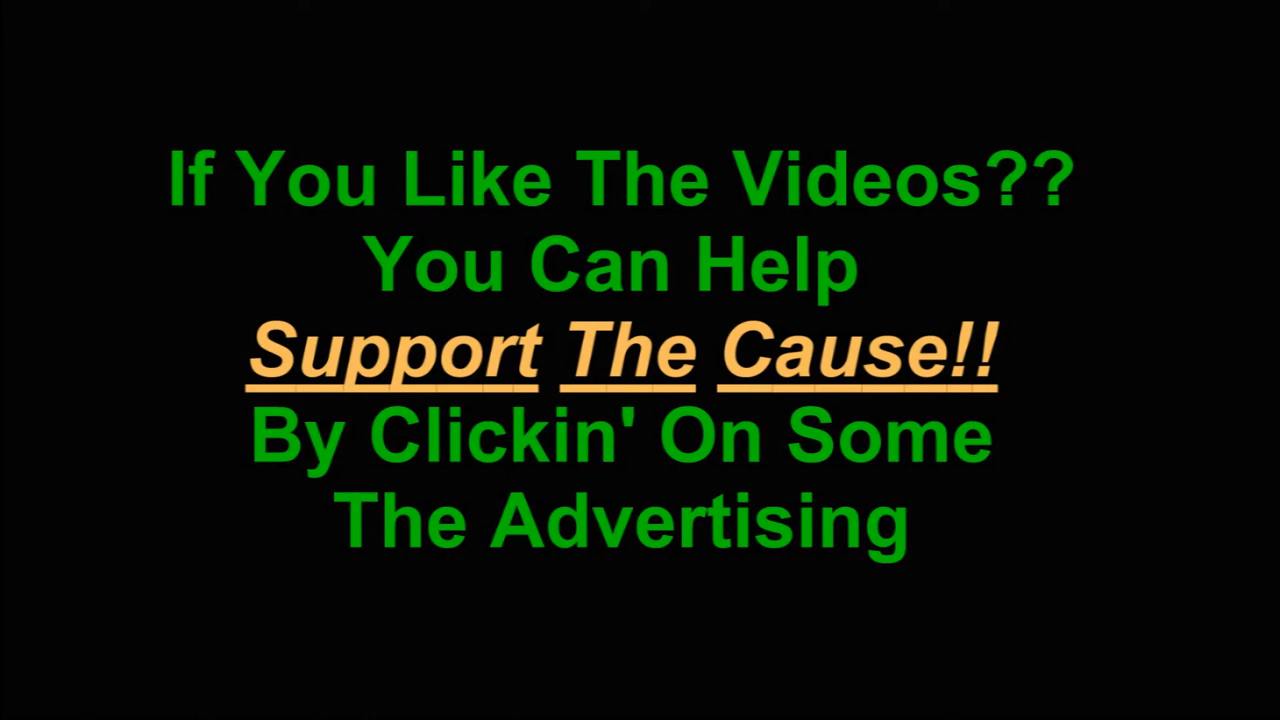 If You Like The Videos??
You Can Help
Support The Cause!!
By Clickin' On Some
The Advertising